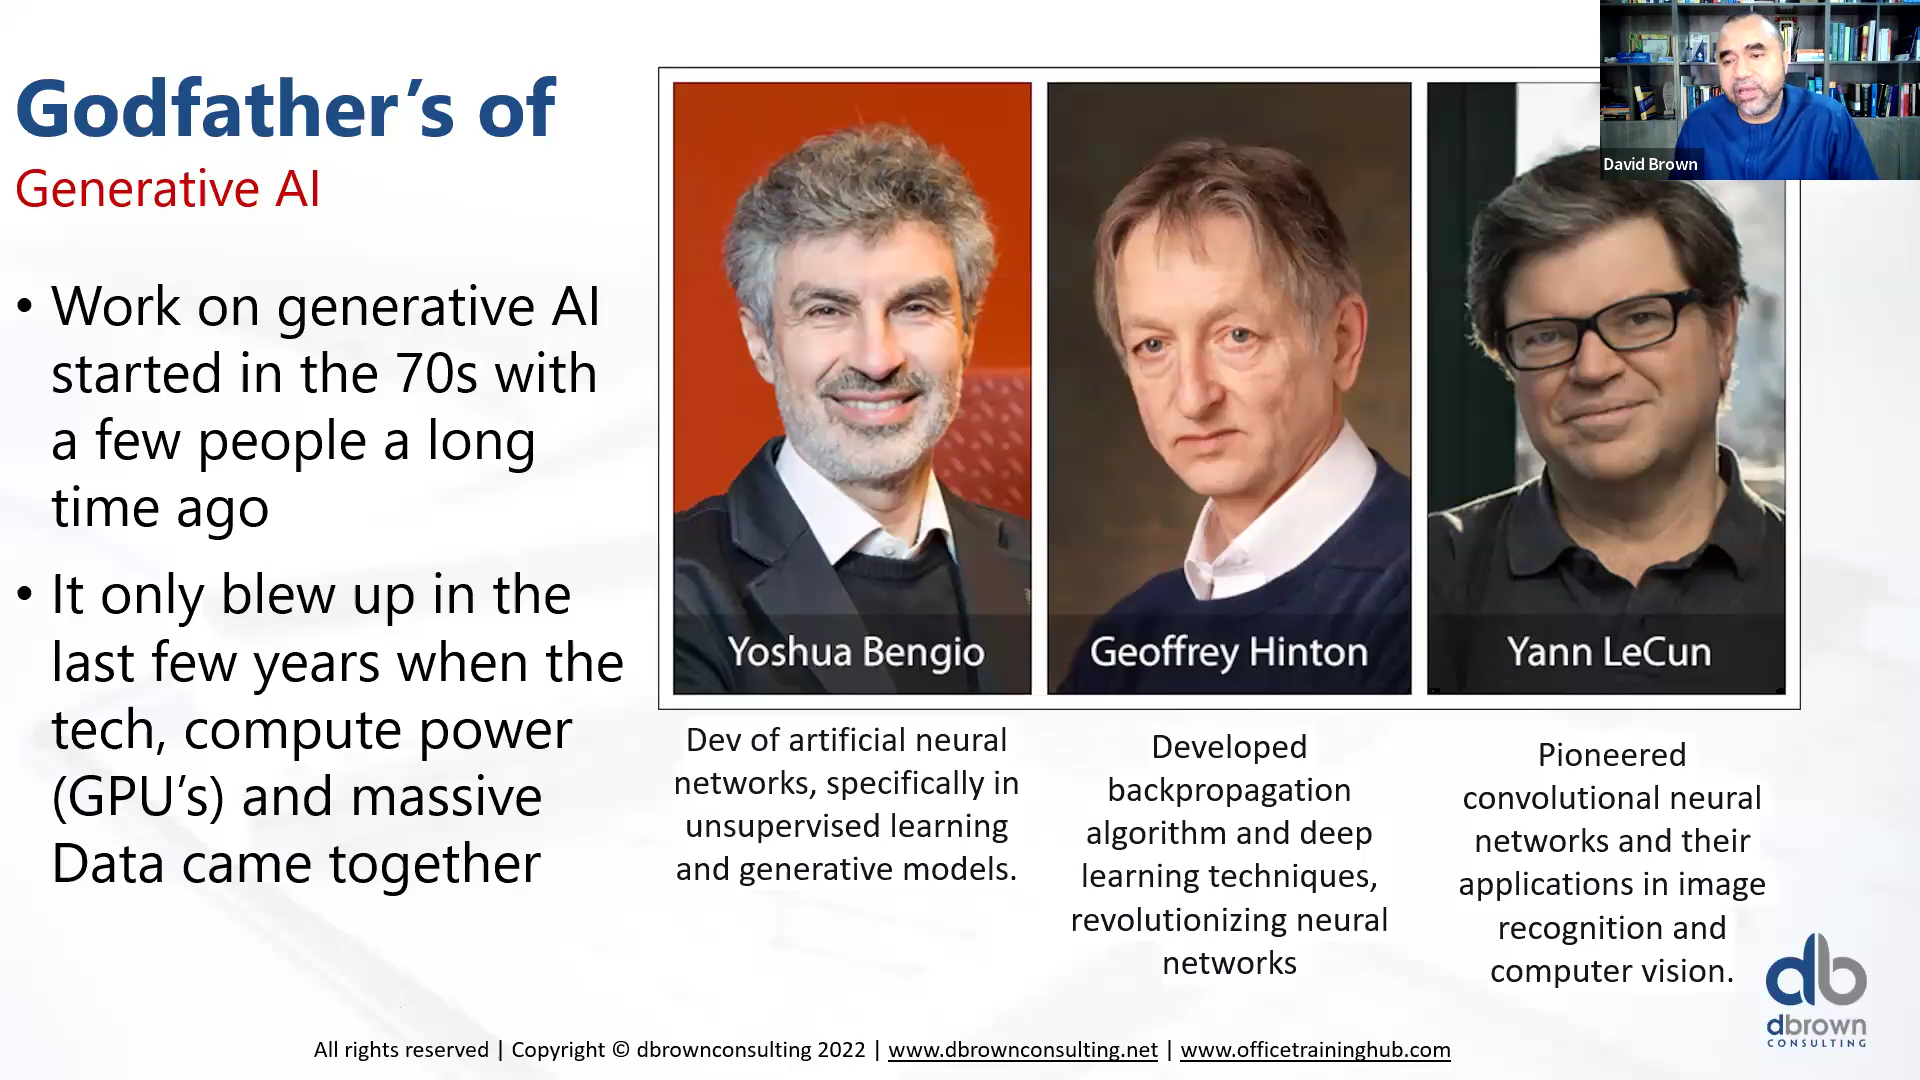 Godfather’s of
Generative AI
• Work on generative AI
started in the 70s with
a few people a long
time ago
• It only blew up in the
last few years when the
tech, compute power
(GPU’s) and massive
Data came together
David Brown
Yoshua Bengio
Geoffrey Hinton
Yann LeCun
Dev of artificial neural
networks, specifically in
unsupervised learning
and generative models.
Developed
backpropagation
algorithm and deep
learning techniques,
revolutionizing neural
networks
Pioneered
convolutional neural
networks and their
applications in image
recognition and
computer vision.
db
dbrown
CONSULTING
All rights reserved | Copyright © dbrownconsulting 2022 | www.dbrownconsulting.net | www.officetraininghub.com